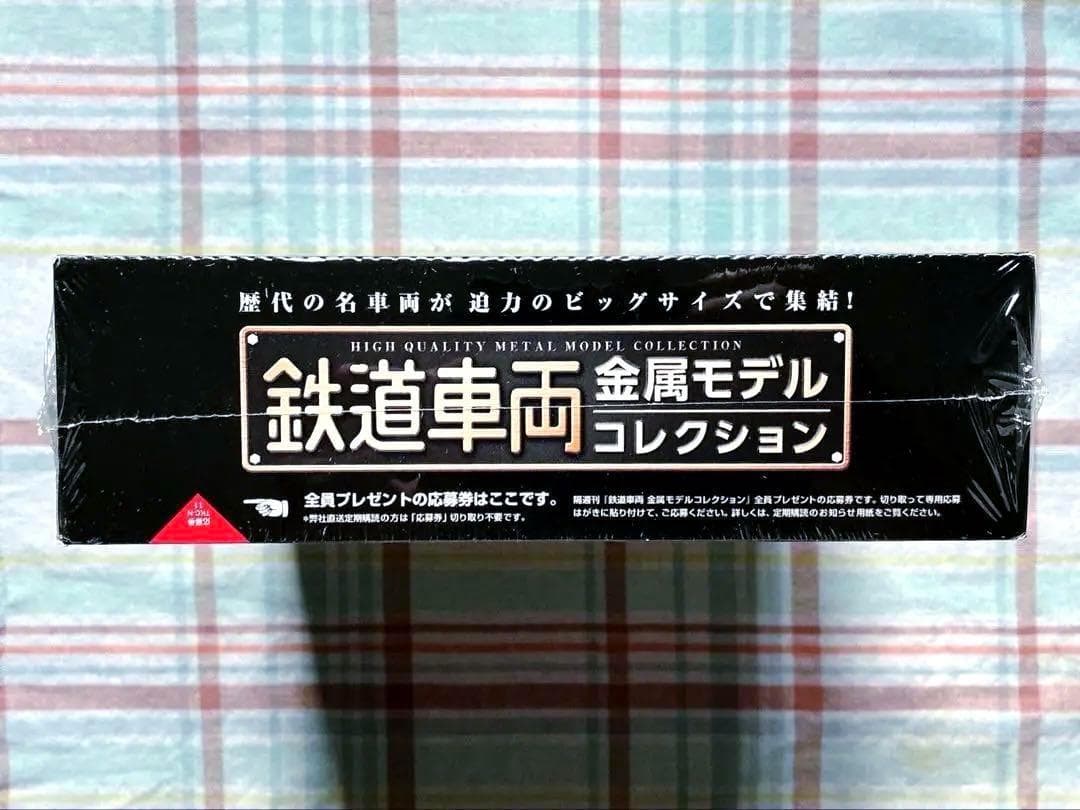 歴代の名車両が 迫力のビッグサイズで集結!
HIGH QUALITY METAL MODEL COLLECTION
鉄道車両 金属モデル
コレクション
全員プレゼントの応募券はここです。
*弊社直送定期購読の方は「応募券」切り取り不要です。
隔週刊「鉄道車両 金属モデルコレクション」全員プレゼントの応募券です。切り取って専用応募
はがきに貼り付けて、ご応募ください。詳しくは、定期購読のお知らせ用紙をご覧ください。
応募券
TKC-N
11